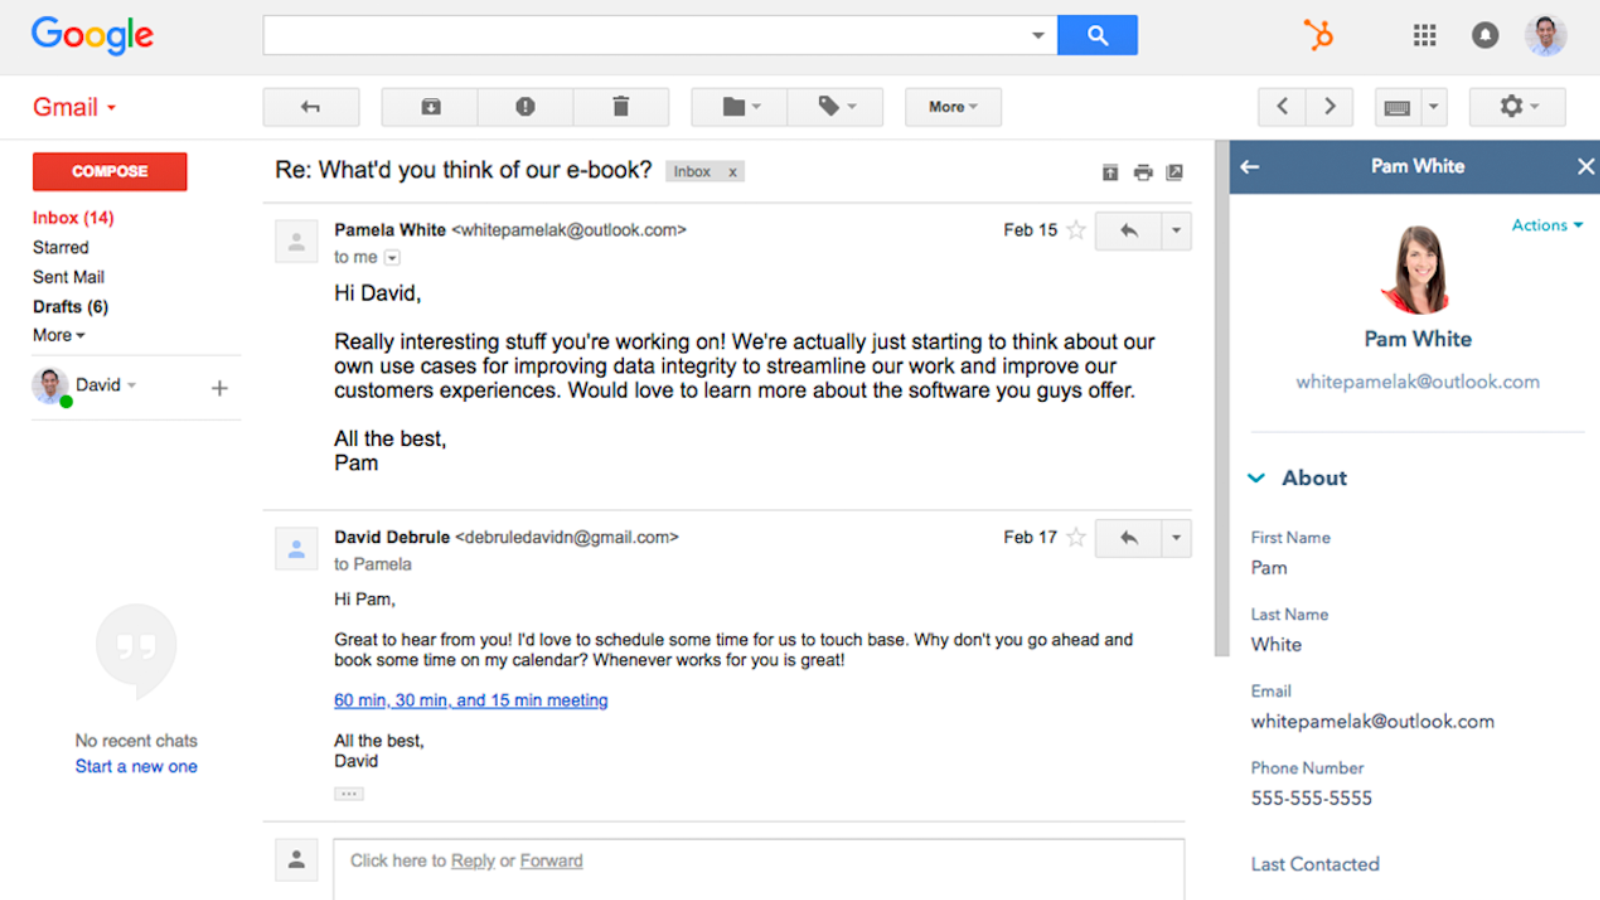 Google
Gmail
More
COMPOSE
Inbox (14)
Starred
Sent Mail
Drafts (6)
More
David
No recent chats
Start a new one
Re: What'd you think of our e-book?
Inbox x
Pamela White <whitepamelak@outlook.com>
Feb 15
to me
Hi David,
Really interesting stuff you're working on! We're actually just starting to think about our
own use cases for improving data integrity to streamline our work and improve our
customers experiences. Would love to learn more about the software you guys offer.
All the best,
Pam
David Debrule <debruledavidn@gmail.com>
Feb 17
to Pamela
Hi Pam,
Great to hear from you! I'd love to schedule some time for us to touch base. Why don't you go ahead and
book some time on my calendar? Whenever works for you is great!
60 min, 30 min, and 15 min meeting
All the best,
David
...
Click here to Reply or Forward
Pam White
Actions
Pam White
whitepamelak@outlook.com
About
First Name
Pam
Last Name
White
Email
whitepamelak@outlook.com
Phone Number
555-555-5555
Last Contacted